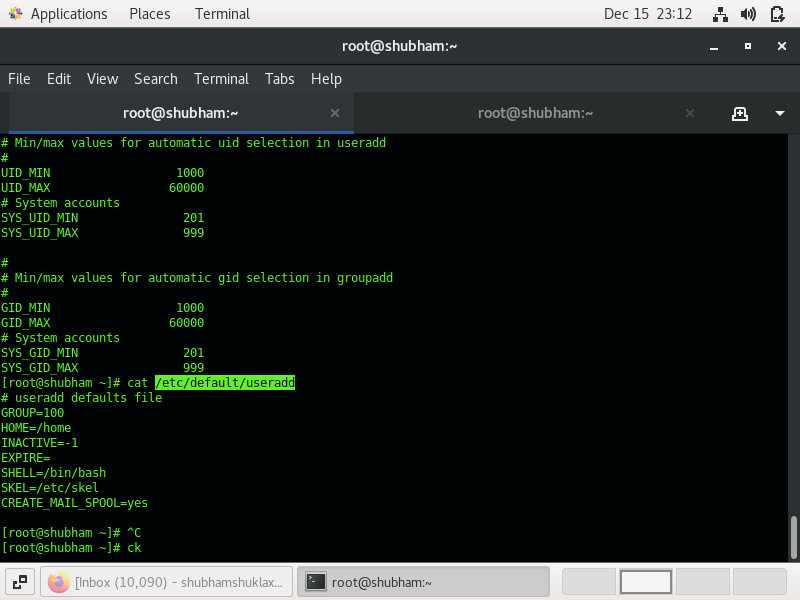 Applications Places Terminal Dec 15 23:12
root@shubham:~
File Edit View Search Terminal Tabs Help
root@shubham:~ root@shubham:~
# Min/max values for automatic uid selection in useradd
#
UID_MIN 1000
UID_MAX 60000
# System accounts
SYS_UID_MIN 201
SYS_UID_MAX 999
#
# Min/max values for automatic gid selection in groupadd
#
GID_MIN 1000
GID_MAX 60000
# System accounts
SYS_GID_MIN 201
SYS_GID_MAX 999
[root@shubham ~]# cat /etc/default/useradd
# useradd defaults file
GROUP=100
HOME=/home
INACTIVE=-1
EXPIRE=
SHELL=/bin/bash
SKEL=/etc/skel
CREATE_MAIL_SPOOL=yes
[root@shubham ~]# ^C
[root@shubham ~]# ck
[Inbox (10,090) - shubhamshuklax... root@shubham:~